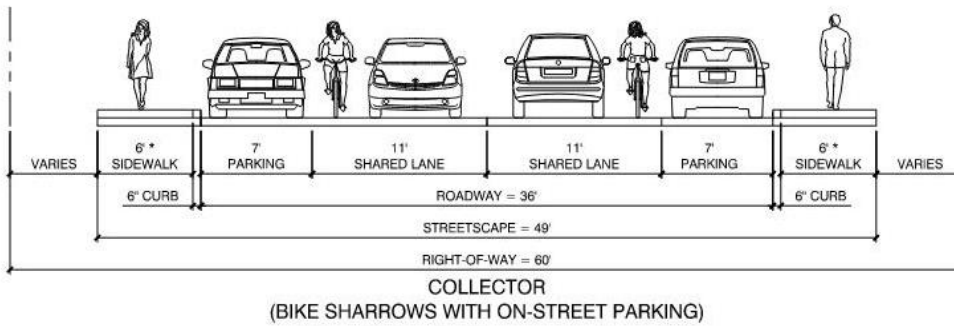 6' * 7' 11' 11' 7' 6' *
VARIES SIDEWALK PARKING SHARED LANE SHARED LANE PARKING SIDEWALK VARIES
6" CURB ROADWAY = 36' 6" CURB
STREETSCAPE = 49'
RIGHT-OF-WAY = 60'
COLLECTOR
(BIKE SHARROWS WITH ON-STREET PARKING)